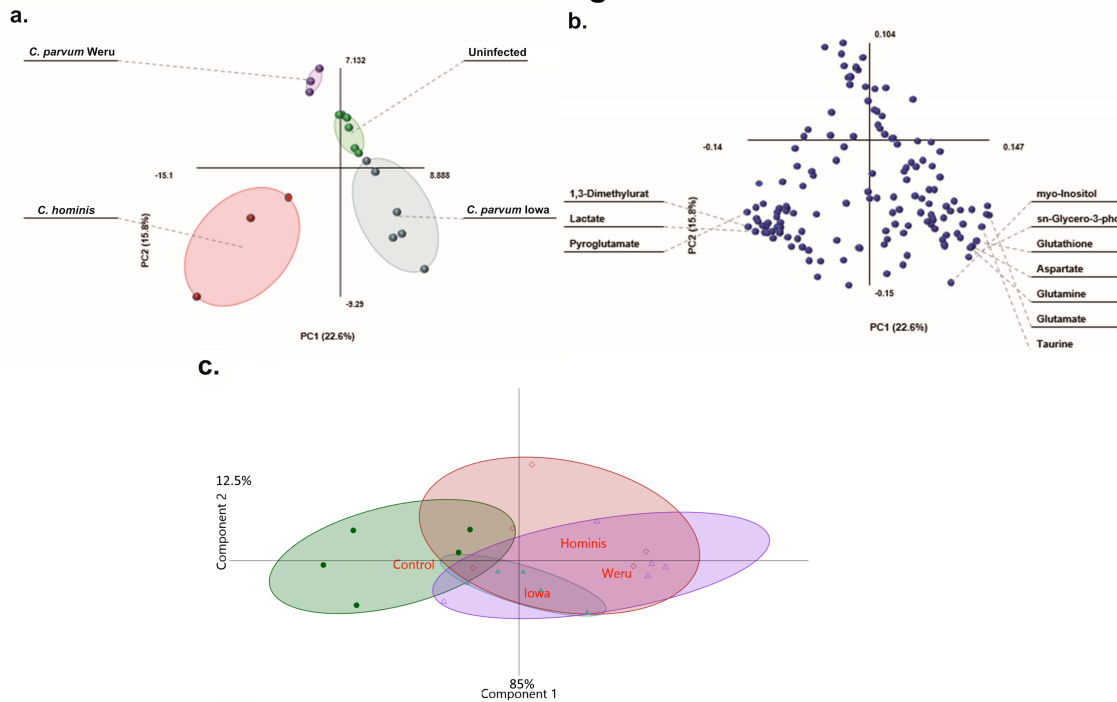 a.
C. parvum Weru
Uninfected
7.132
-15.1
8.888
C. hominis
C. parvum Iowa
PC2 (15.8%)
-9.29
PC1 (22.6%)
b.
0.104
-0.14
0.147
1,3-Dimethylurat
Lactate
Pyroglutamate
PC2 (15.8%)
myo-Inositol
sn-Glycero-3-pho
Glutathione
Aspartate
Glutamine
Glutamate
Taurine
-0.15
PC1 (22.6%)
c.
12.5%
Component 2
Control
Hominis
Weru
Iowa
85%
Component 1